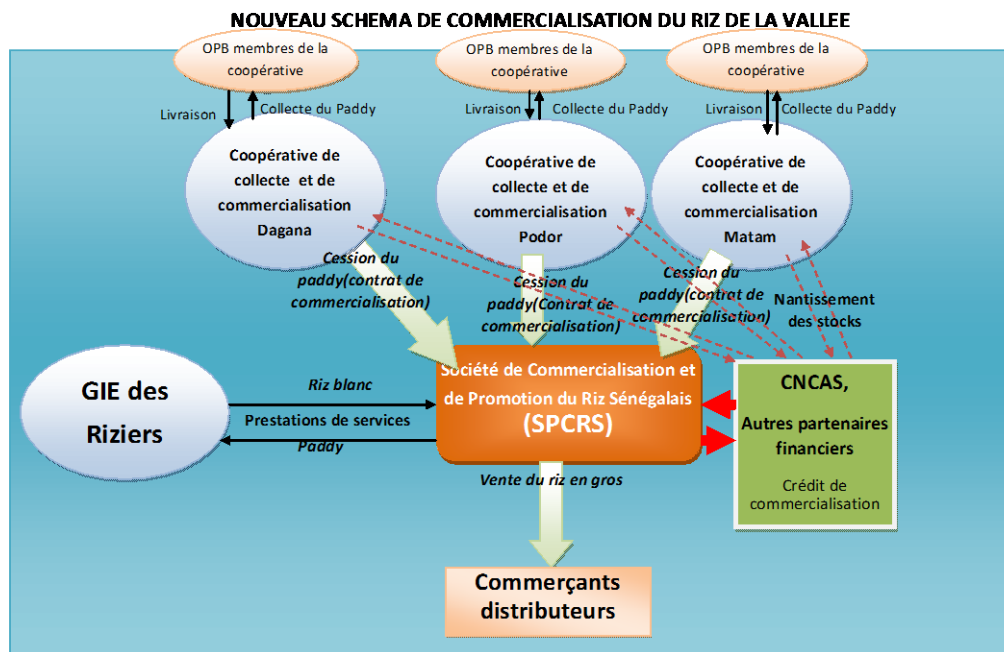 NOUVEAU SCHEMA DE COMMERCIALISATION DU RIZ DE LA VALLEE
OPB membres de la
coopérative
OPB membres de la
coopérative
OPB membres de la
coopérative
Livraison
Collecte du Paddy
Livraison
Collecte du Paddy
Livraison
Collecte du Paddy
Coopérative de
collecte et de
commercialisation
Dagana
Coopérative de
collecte et de
commercialisation
Podor
Coopérative de
collecte et de
commercialisation
Matam
Cession du
paddy(contrat de
commercialisation)
Cession du
paddy(Contrat de
commercialisation)
Cession du
paddy(contrat de
commercialisation)
Nantissement
des stocks
GIE des
Riziers
Riz blanc
Prestations de services
Paddy
Société de Commercialisation et
de Promotion du Riz Sénégalais
(SPCRS)
CNCAS,
Autres partenaires
financiers
Crédit de
commercialisation
Vente du riz en gros
Commerçants
distributeurs